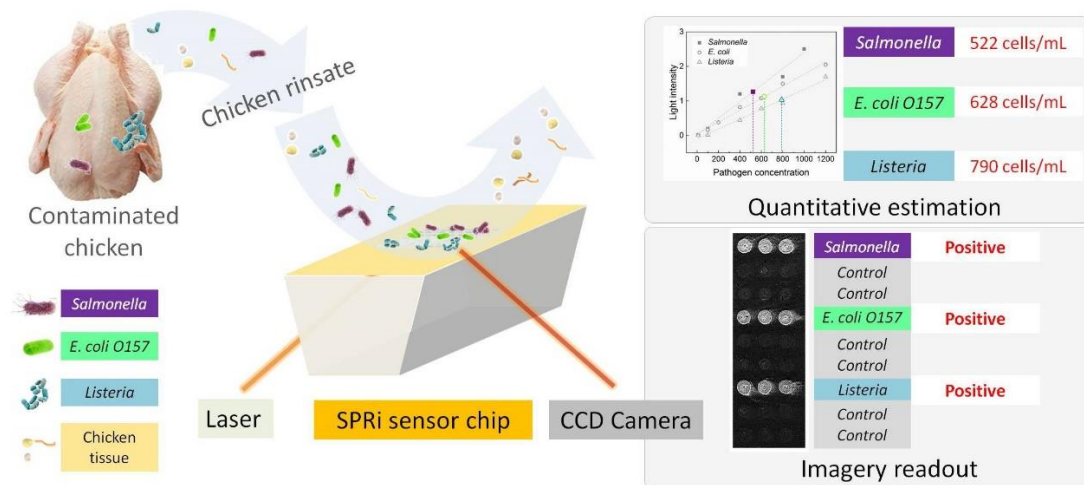 Chicken rinsate
Contaminated
chicken
Salmonella
E. coli O157
Listeria
Chicken
tissue
Laser
SPRi sensor chip
CCD Camera
Light intensity
3
2
1
0
Salmonella
E. coli
Listeria
0 200 400 600 800 1000 1200
Pathogen concentration
Salmonella 522 cells/mL
E. coli O157 628 cells/mL
Listeria 790 cells/mL
Quantitative estimation
Salmonella Positive
Control
Control
E. coli O157 Positive
Control
Control
Listeria Positive
Control
Control
Imagery readout